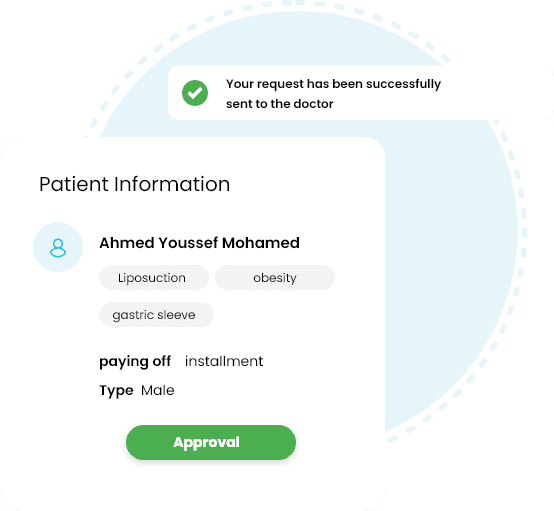 Your request has been successfully
sent to the doctor
Patient Information
Ahmed Youssef Mohamed
Liposuction obesity
gastric sleeve
paying off installment
Type Male
Approval